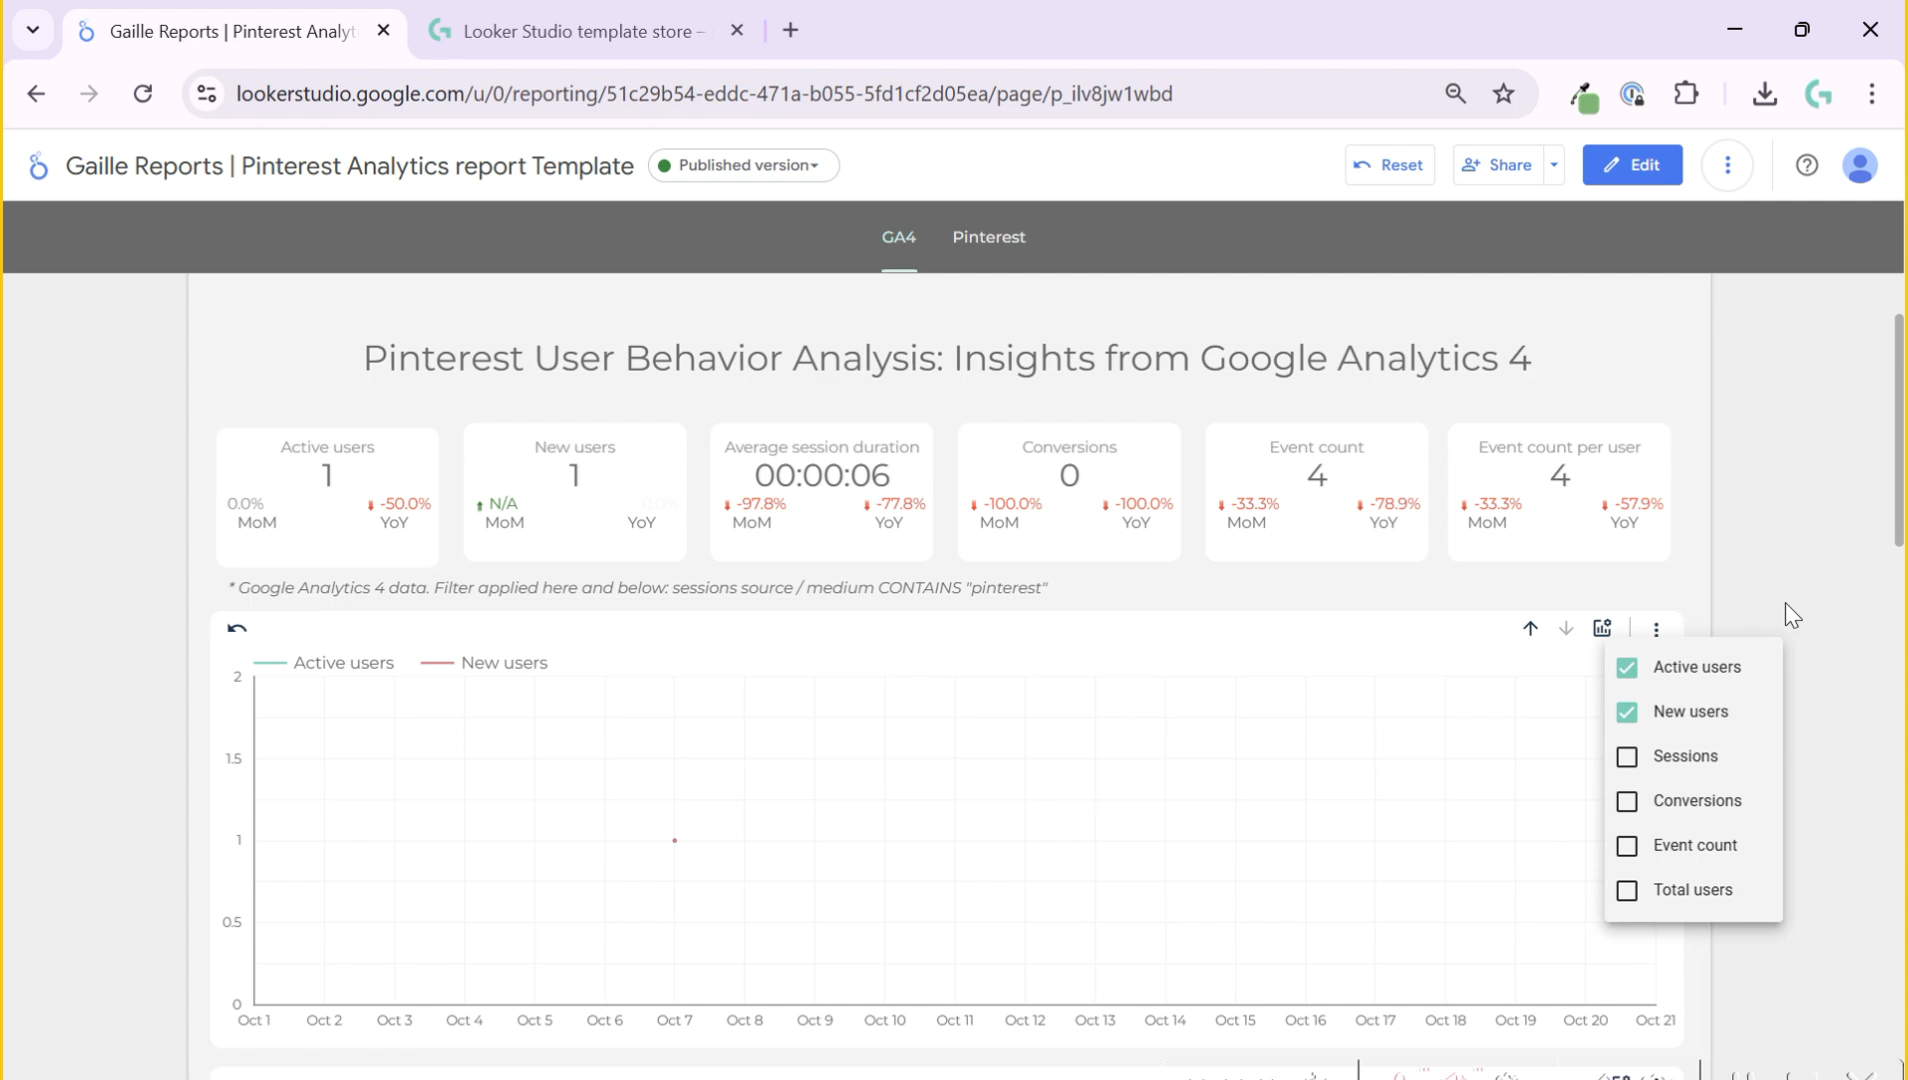 Gaille Reports | Pinterest Analyt
Looker Studio template store –
lookerstudio.google.com/u/0/reporting/51c29b54-eddc-471a-b055-5fd1cf2d05ea/page/p_ilv8jw1wbd
Gaille Reports | Pinterest Analytics report Template
Published version
Reset
Share
Edit
GA4
Pinterest
Pinterest User Behavior Analysis: Insights from Google Analytics 4
Active users
1
0.0%
MoM
-50.0%
YoY
New users
1
N/A
MoM
0.0%
YoY
Average session duration
00:00:06
-97.8%
MoM
-77.8%
YoY
Conversions
0
-100.0%
MoM
-100.0%
YoY
Event count
4
-33.3%
MoM
-78.9%
YoY
Event count per user
4
-33.3%
MoM
-57.9%
YoY
* Google Analytics 4 data. Filter applied here and below: sessions source / medium CONTAINS "pinterest"
Active users
New users
2
1.5
1
0.5
0
Oct 1 Oct 2 Oct 3 Oct 4 Oct 5 Oct 6 Oct 7 Oct 8 Oct 9 Oct 10 Oct 11 Oct 12 Oct 13 Oct 14 Oct 15 Oct 16 Oct 17 Oct 18 Oct 19 Oct 20 Oct 21
Active users
New users
Sessions
Conversions
Event count
Total users